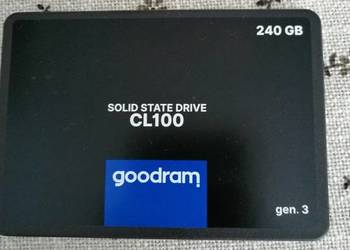 240 GB
SOLID STATE DRIVE
CL100
goodram
gen. 3